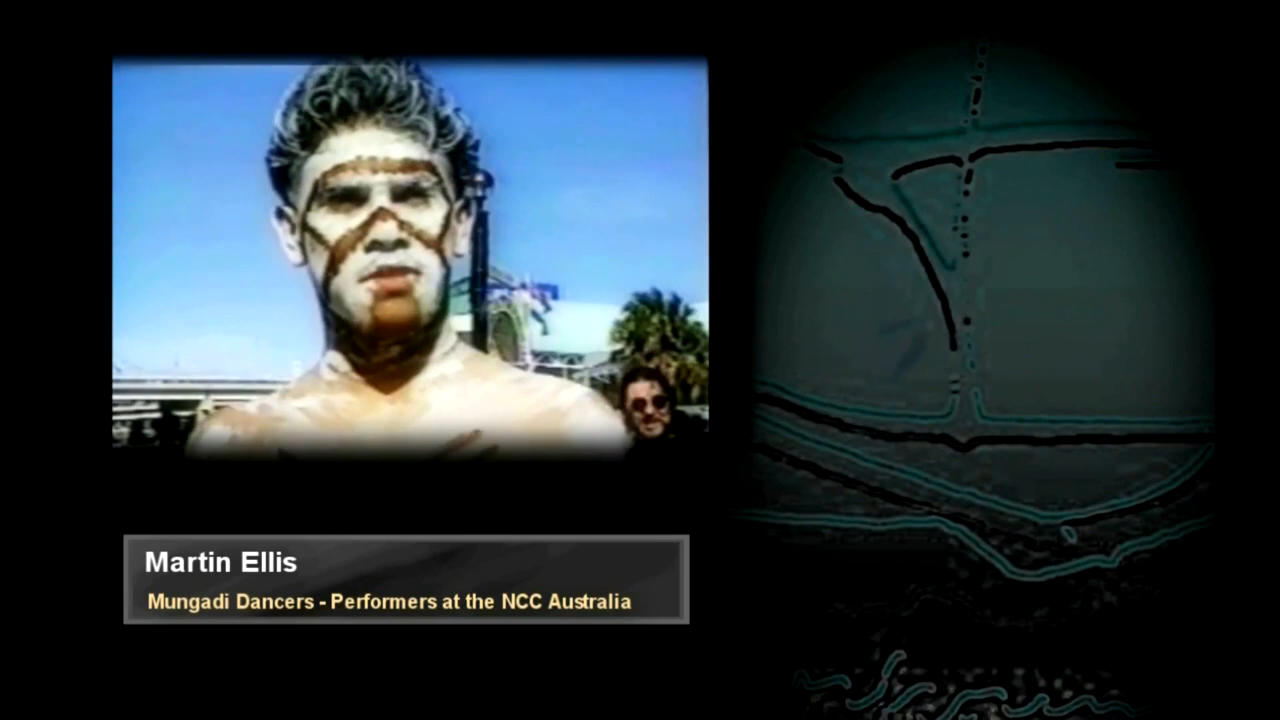 Martin Ellis
Mungadi Dancers - Performers at the NCC Australia